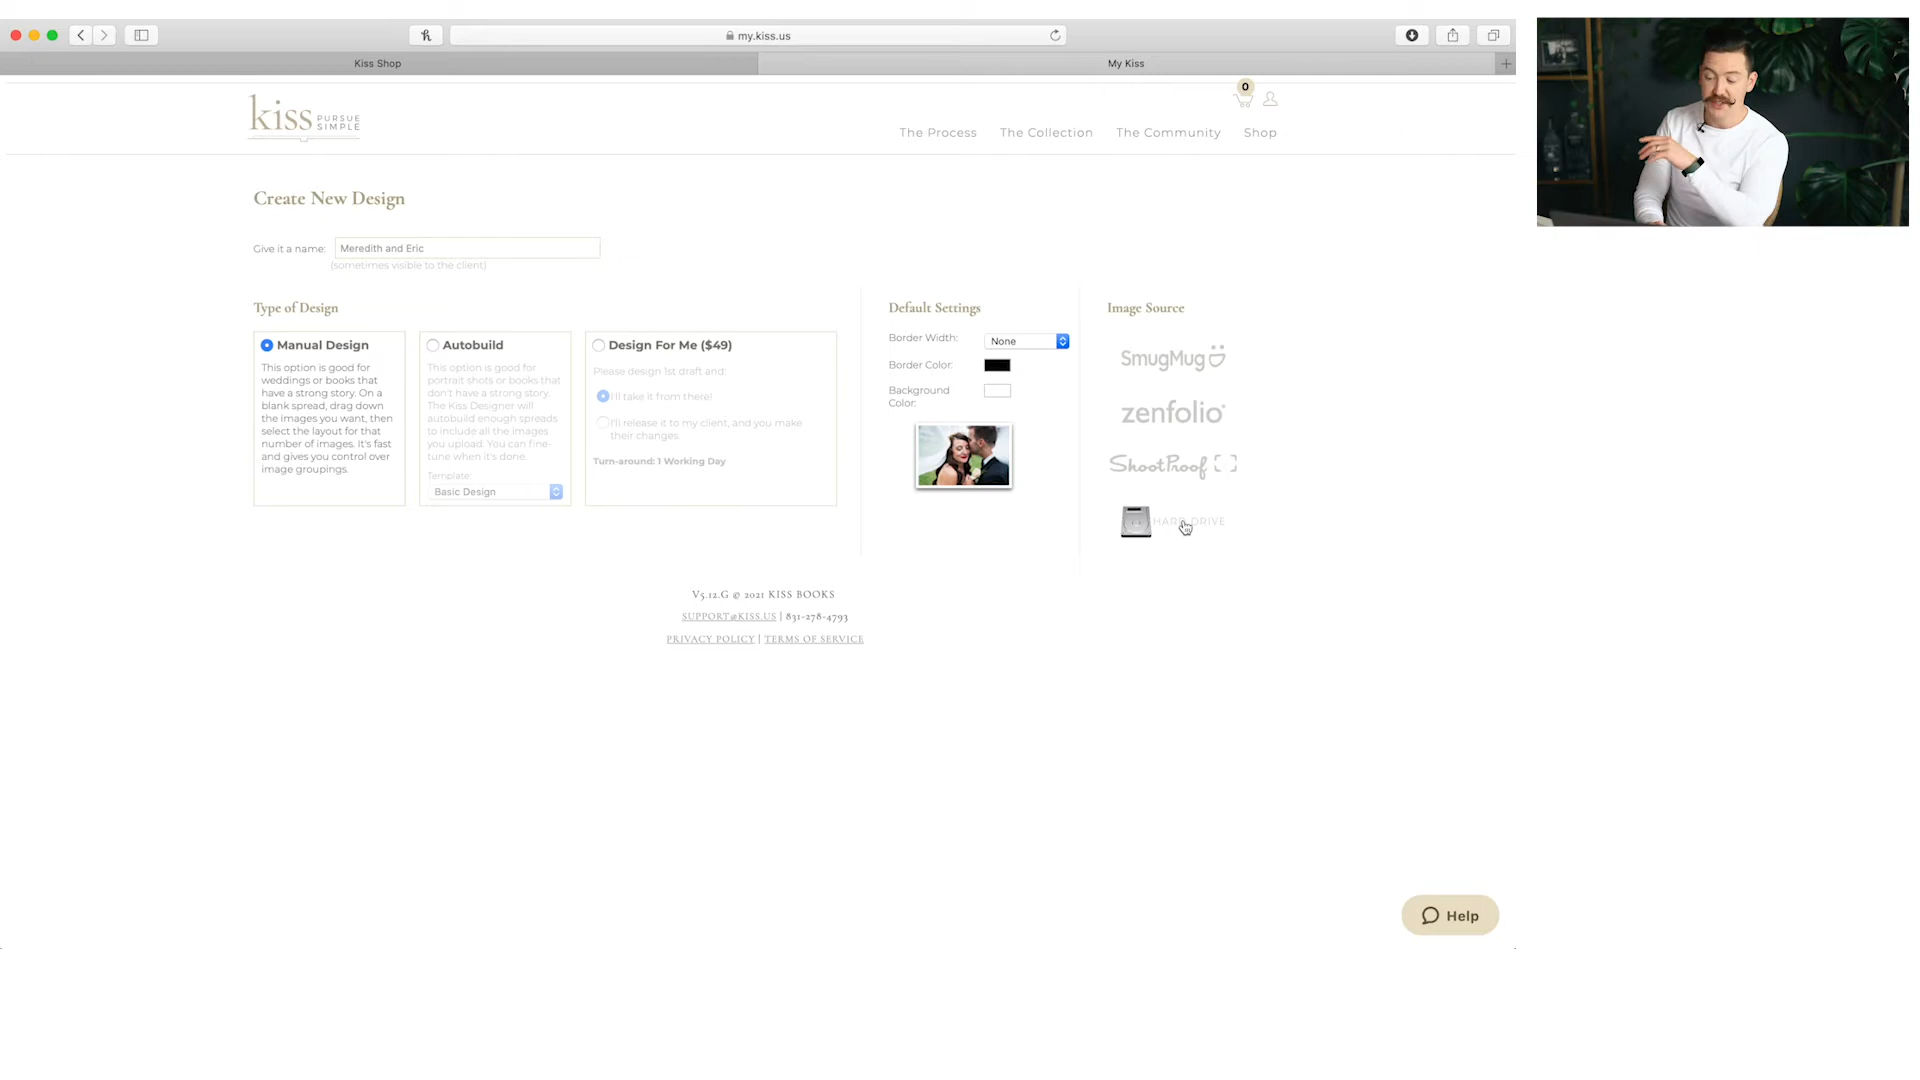 my.kiss.us
Kiss Shop
My Kiss
0
kiss PURSUE SIMPLE
The Process The Collection The Community Shop
Create New Design
Give it a name: Meredith and Eric
(sometimes visible to the client)
Type of Design
Manual Design
This option is good for
weddings or books that
have a strong story. On a
blank spread, drag down
the images you want, then
select the layout for that
number of images. It's fast
and gives you control over
image groupings.
Autobuild
This option is good for
portrait shots or books that
don't have a strong story.
The Kiss Designer will
autobuild enough spreads
to include all the images
you upload. You can fine-
tune when it's done.
Template:
Basic Design
Design For Me ($49)
Please design 1st draft and:
I'll take it from there!
I'll release it to my client, and you make
their changes.
Turn-around: 1 Working Day
Default Settings
Border Width: None
Border Color:
Background
Color:
Image Source
SmugMug
zenfolio
ShootProof
HARD DRIVE
V5.12.G © 2021 KISS BOOKS
SUPPORT@KISS.US | 831-278-4793
PRIVACY POLICY | TERMS OF SERVICE
Help